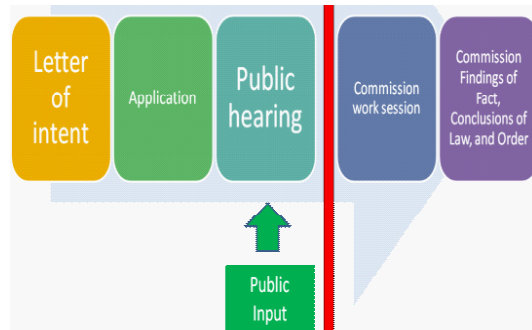 Letter
of
intent
Application
Public
hearing
Commission
work session
Commission
Findings of
Fact,
Conclusions of
Law, and Order
Public
Input